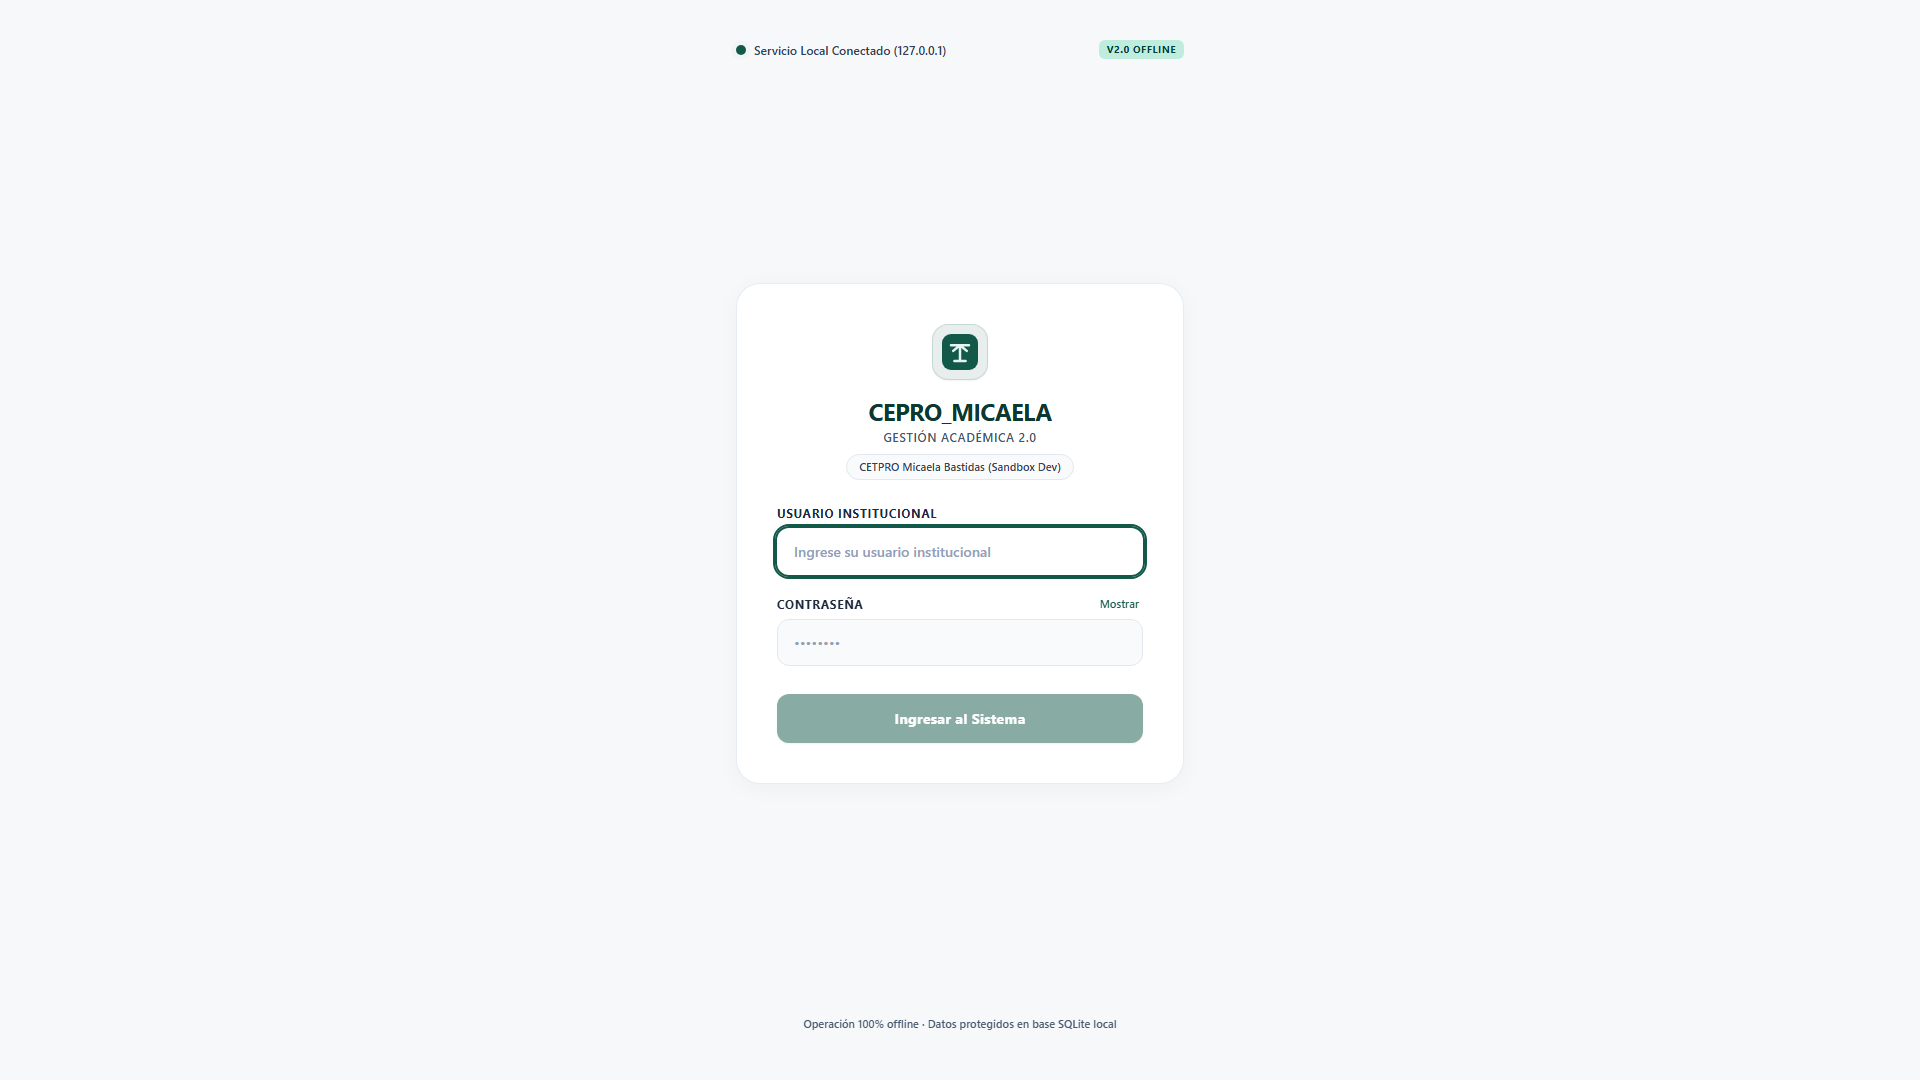 Servicio Local Conectado (127.0.0.1)
V2.0 OFFLINE
CEPRO_MICAELA
GESTIÓN ACADÉMICA 2.0
CETPRO Micaela Bastidas (Sandbox Dev)
USUARIO INSTITUCIONAL
Ingrese su usuario institucional
CONTRASEÑA
Mostrar
••••••••
Ingresar al Sistema
Operación 100% offline · Datos protegidos en base SQLite local